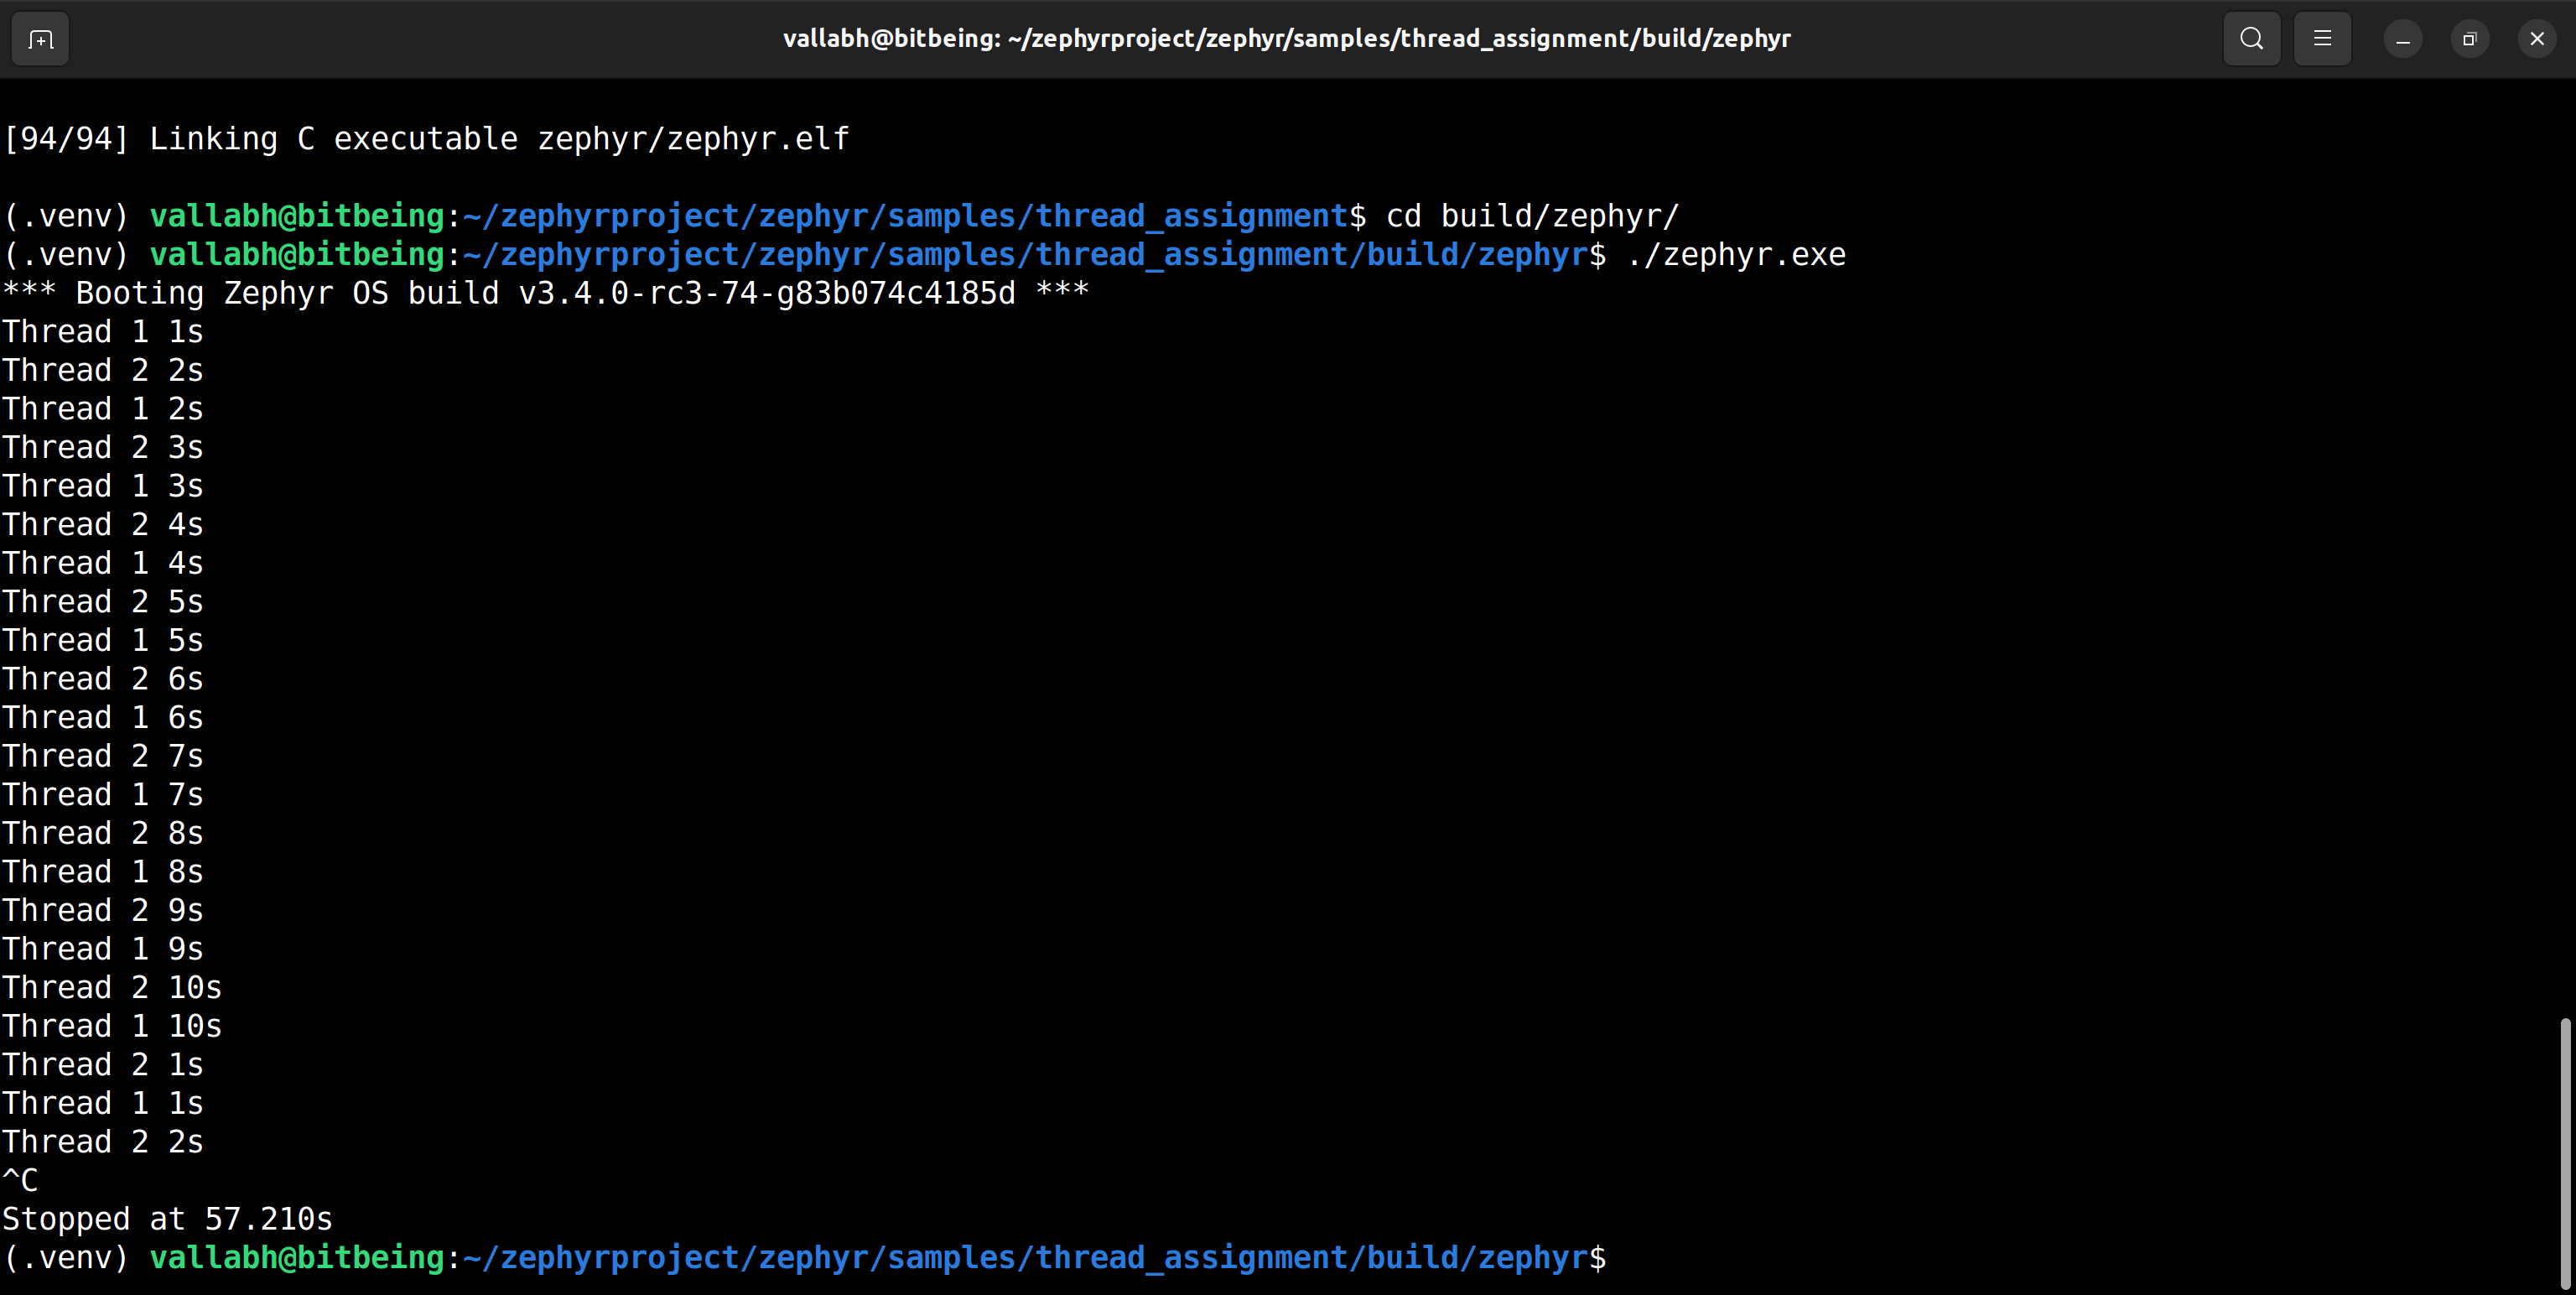 vallabh@bitbeing: ~/zephyrproject/zephyr/samples/thread_assignment/build/zephyr
[94/94] Linking C executable zephyr/zephyr.elf
(.venv) vallabh@bitbeing:~/zephyrproject/zephyr/samples/thread_assignment$ cd build/zephyr/
(.venv) vallabh@bitbeing:~/zephyrproject/zephyr/samples/thread_assignment/build/zephyr$ ./zephyr.exe
*** Booting Zephyr OS build v3.4.0-rc3-74-g83b074c4185d ***
Thread 1 1s
Thread 2 2s
Thread 1 2s
Thread 2 3s
Thread 1 3s
Thread 2 4s
Thread 1 4s
Thread 2 5s
Thread 1 5s
Thread 2 6s
Thread 1 6s
Thread 2 7s
Thread 1 7s
Thread 2 8s
Thread 1 8s
Thread 2 9s
Thread 1 9s
Thread 2 10s
Thread 1 10s
Thread 2 1s
Thread 1 1s
Thread 2 2s
^C
Stopped at 57.210s
(.venv) vallabh@bitbeing:~/zephyrproject/zephyr/samples/thread_assignment/build/zephyr$